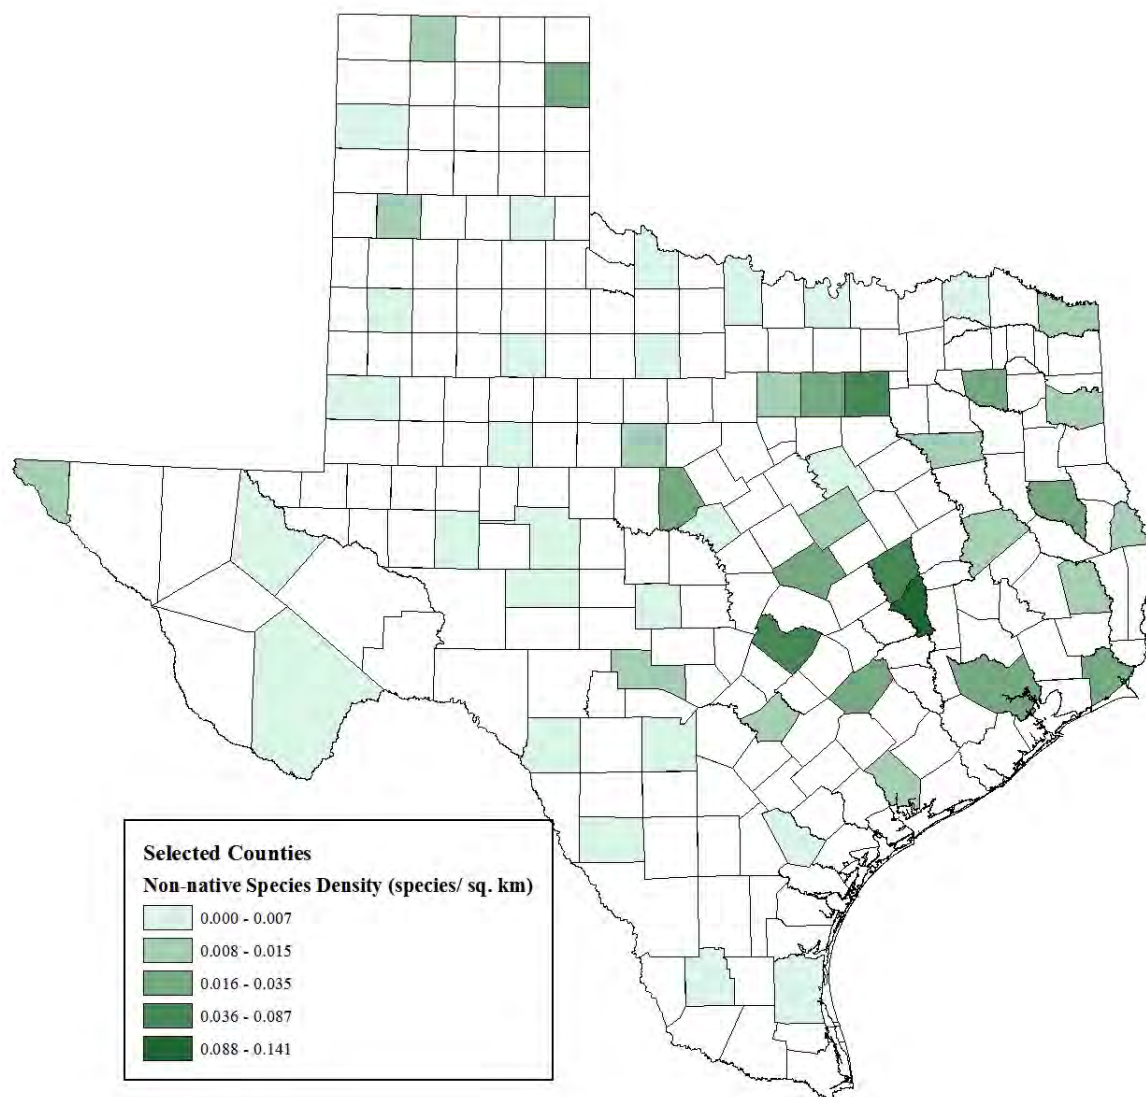 Selected Counties
Non-native Species Density (species/ sq. km)
0.000 - 0.007
0.008 - 0.015
0.016 - 0.035
0.036 - 0.087
0.088 - 0.141